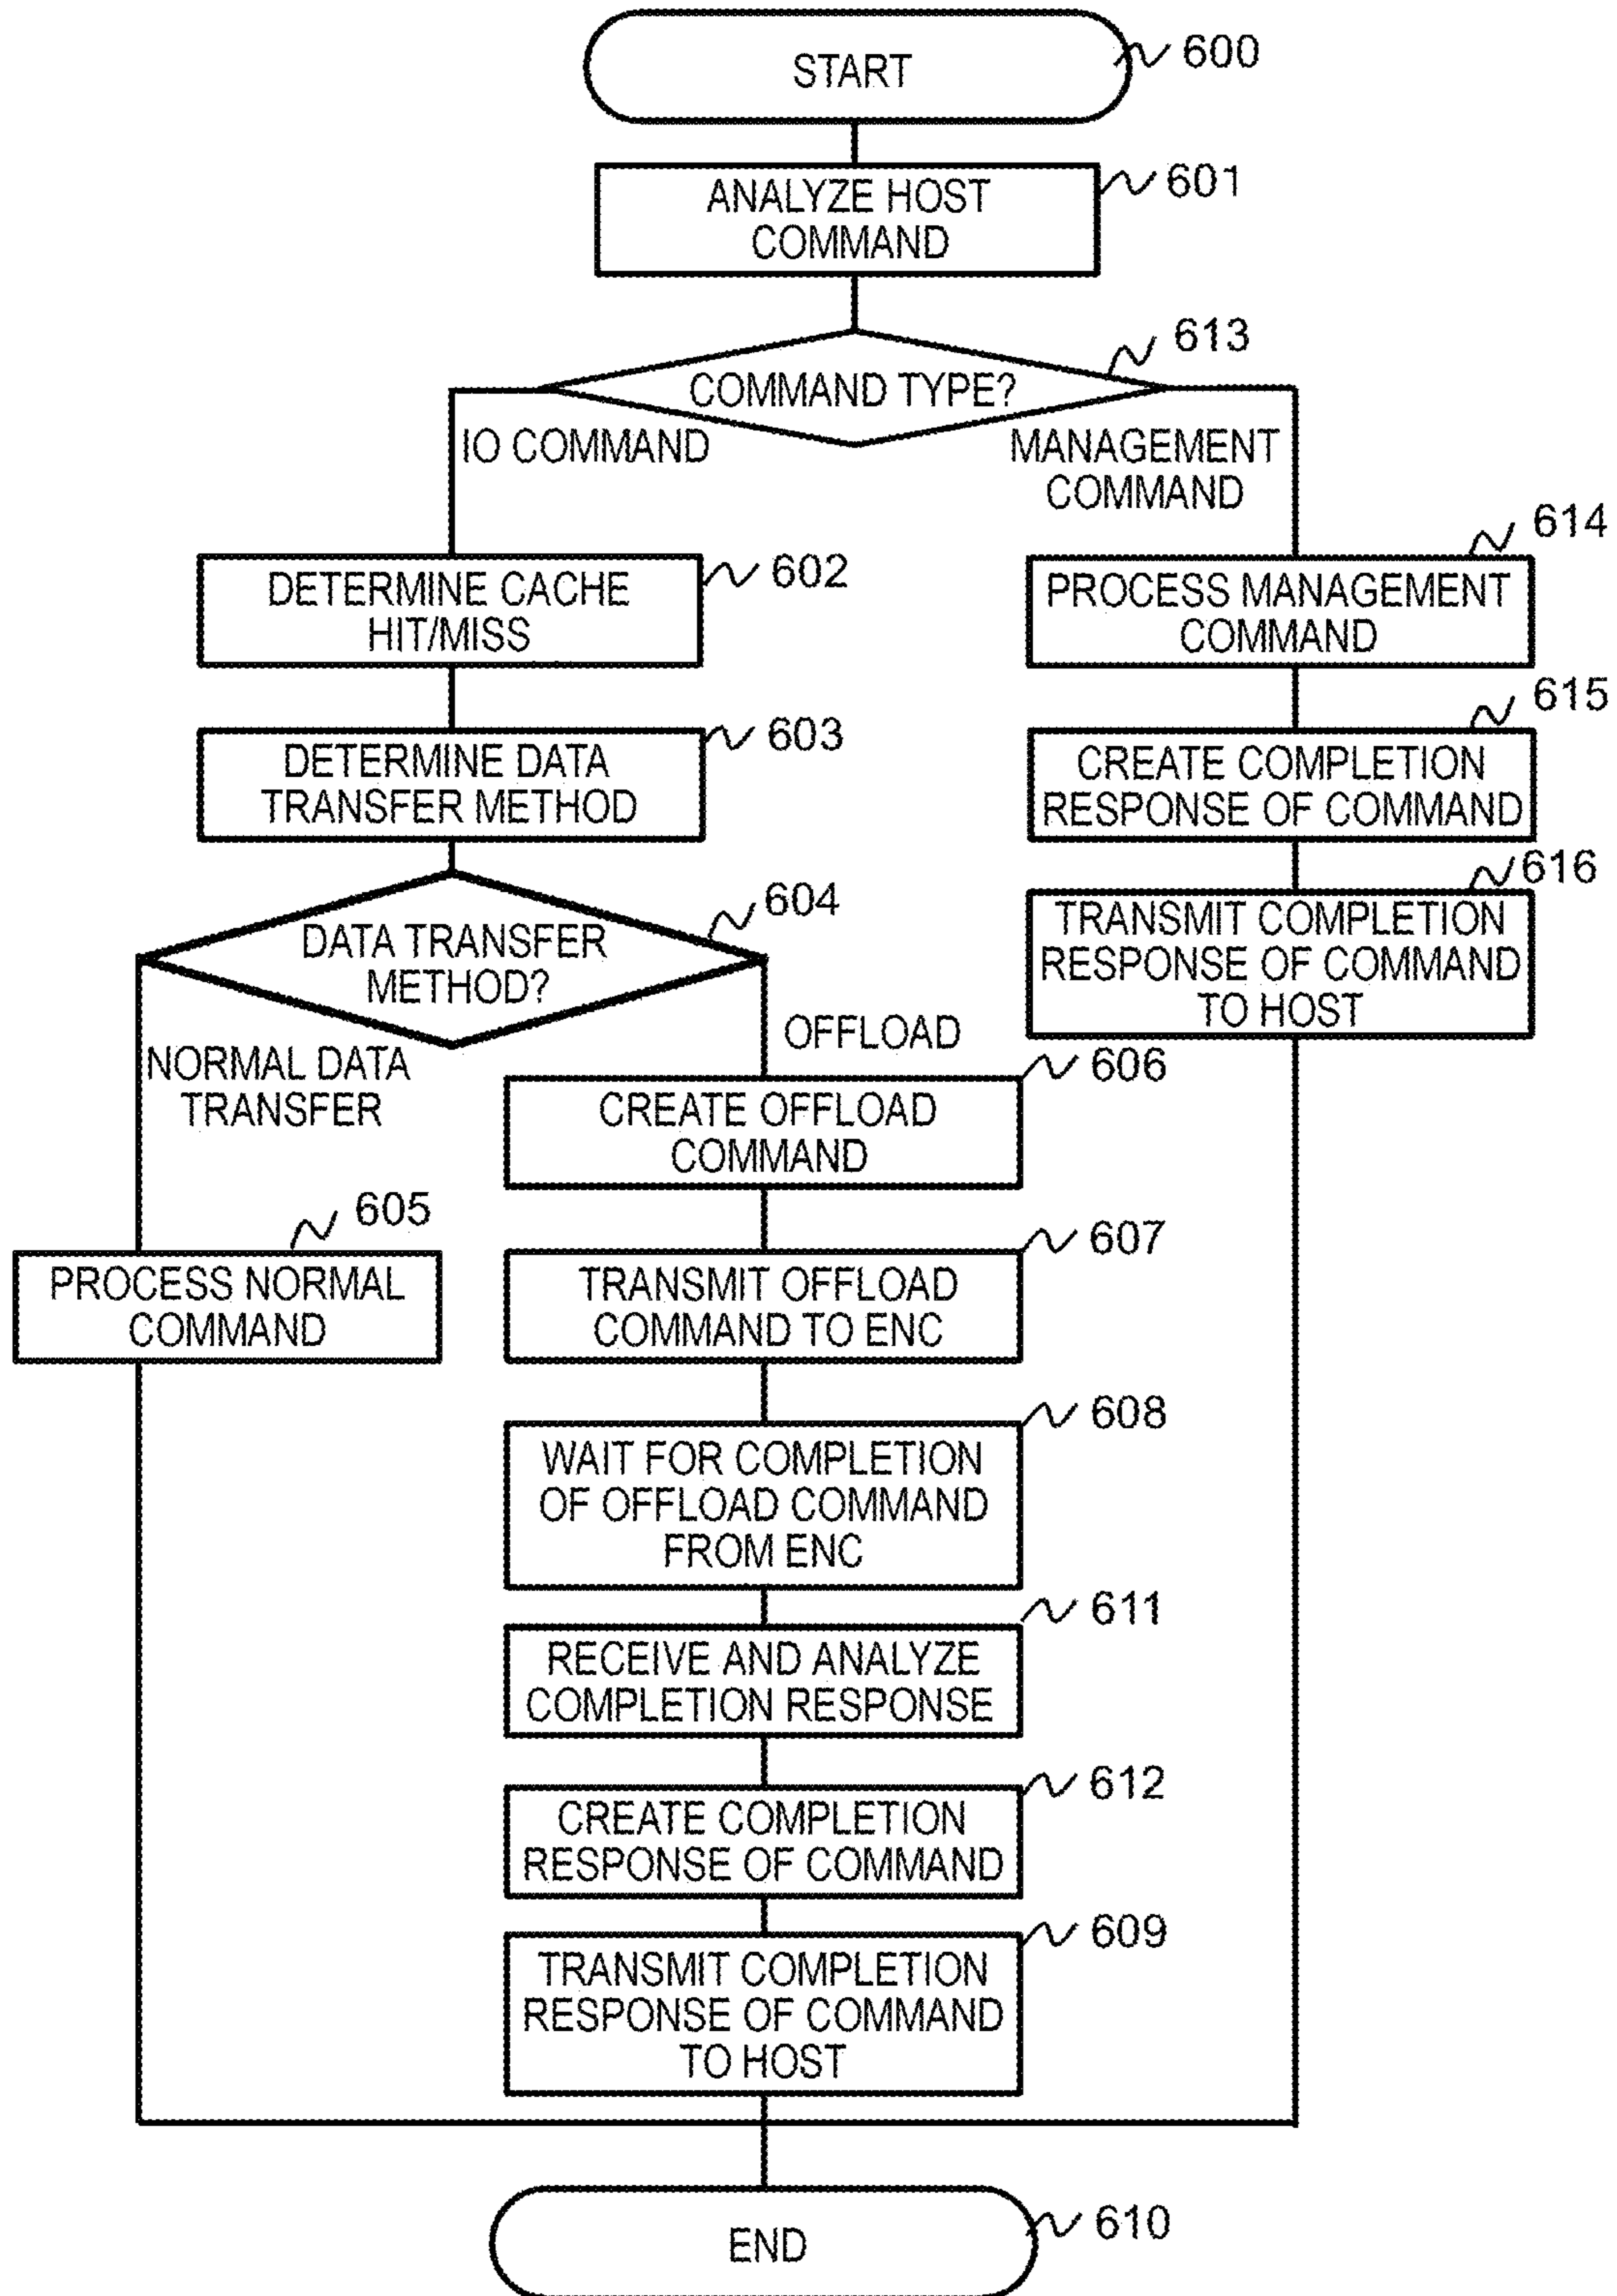 START
600
ANALYZE HOST
COMMAND
601
COMMAND TYPE?
613
IO COMMAND
MANAGEMENT
COMMAND
DETERMINE CACHE
HIT/MISS
602
PROCESS MANAGEMENT
COMMAND
614
DETERMINE DATA
TRANSFER METHOD
603
CREATE COMPLETION
RESPONSE OF COMMAND
615
DATA TRANSFER
METHOD?
604
TRANSMIT COMPLETION
RESPONSE OF COMMAND
TO HOST
616
NORMAL DATA
TRANSFER
OFFLOAD
CREATE OFFLOAD
COMMAND
606
PROCESS NORMAL
COMMAND
605
TRANSMIT OFFLOAD
COMMAND TO ENC
607
WAIT FOR COMPLETION
OF OFFLOAD COMMAND
FROM ENC
608
RECEIVE AND ANALYZE
COMPLETION RESPONSE
611
CREATE COMPLETION
RESPONSE OF COMMAND
612
TRANSMIT COMPLETION
RESPONSE OF COMMAND
TO HOST
609
END
610